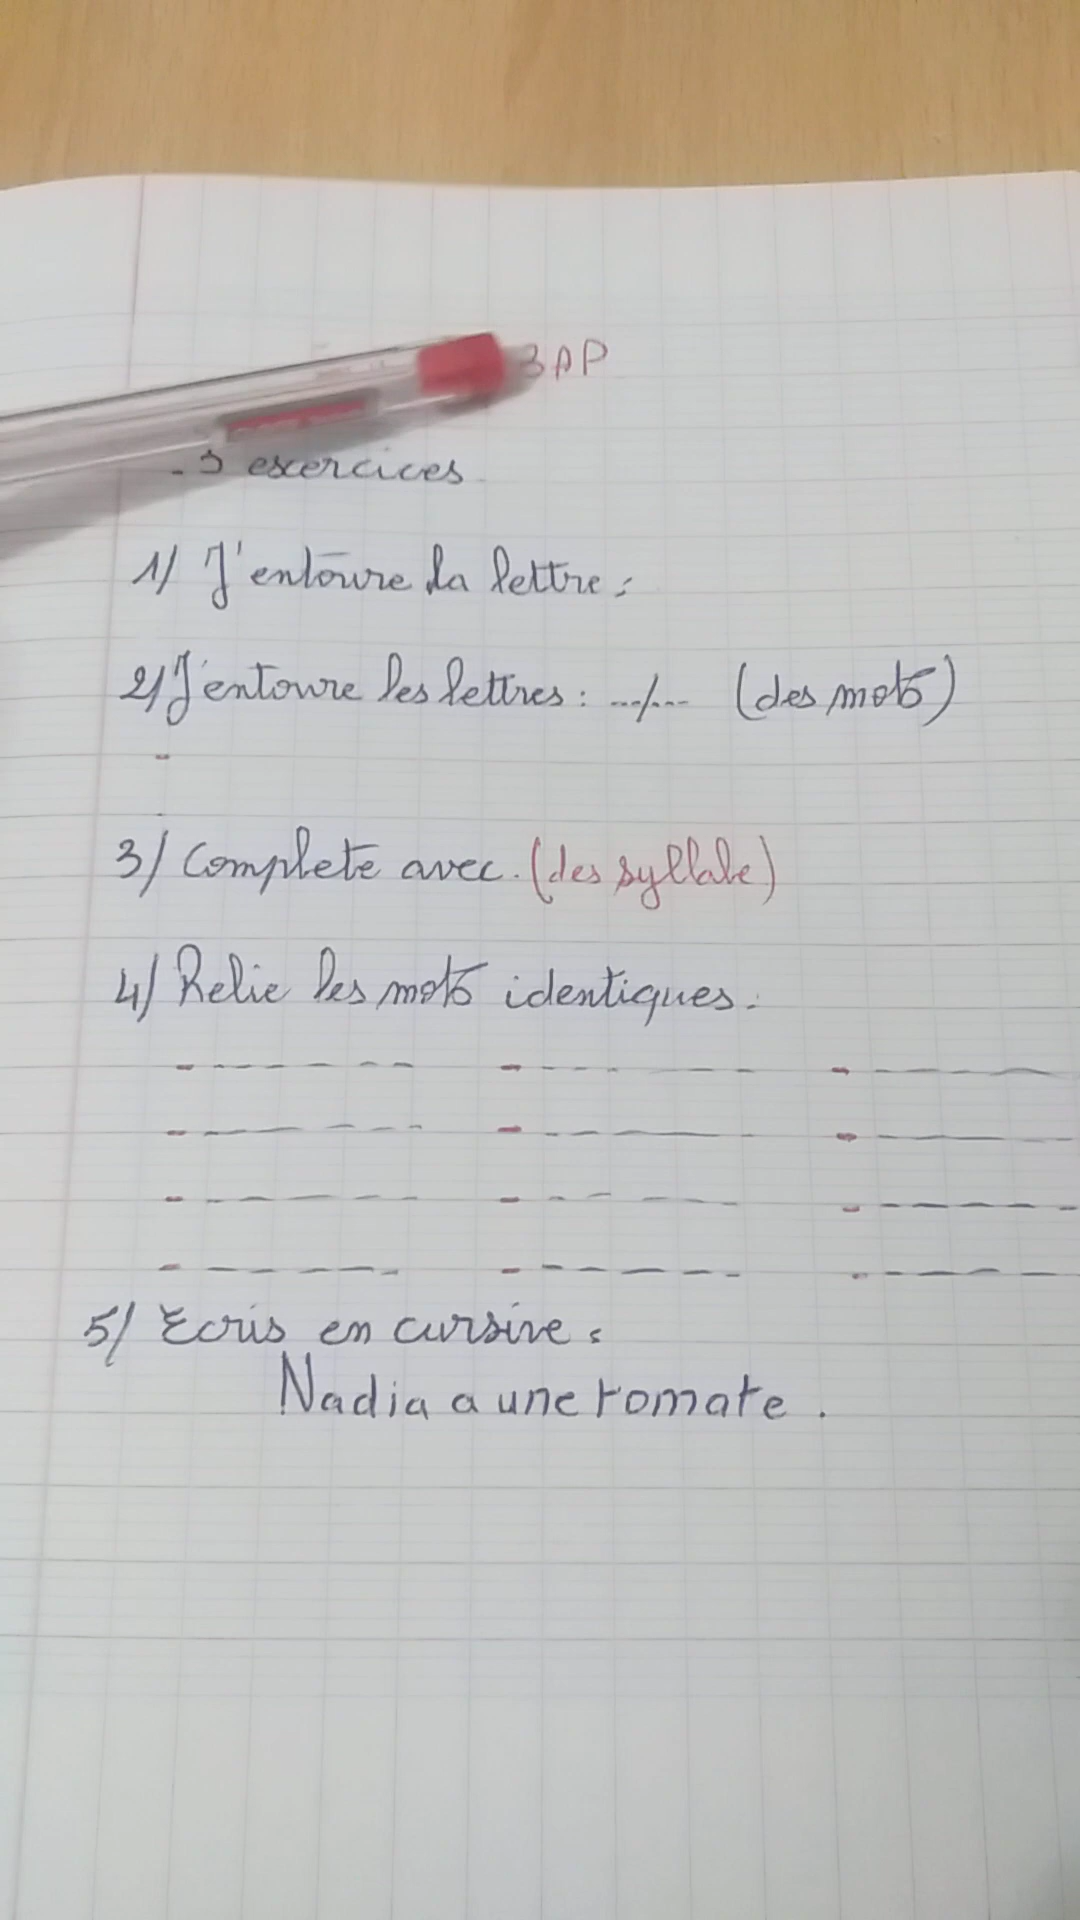 3AP
exercices
1/ J'entoure la lettre :
2/ J'entoure les lettres : .../... (des mots)
-
3/ Complete avec. (des syllabe)
4/ Relie les mots identiques.
- - - - - - - - - - - - - - - - - -
- - - - - - - - - - - - - - - - - -
- - - - - - - - - - - - - - - - - -
- - - - - - - - - - - - - - - - - -
5/ Ecris en cursive :
Nadia a une tomate .